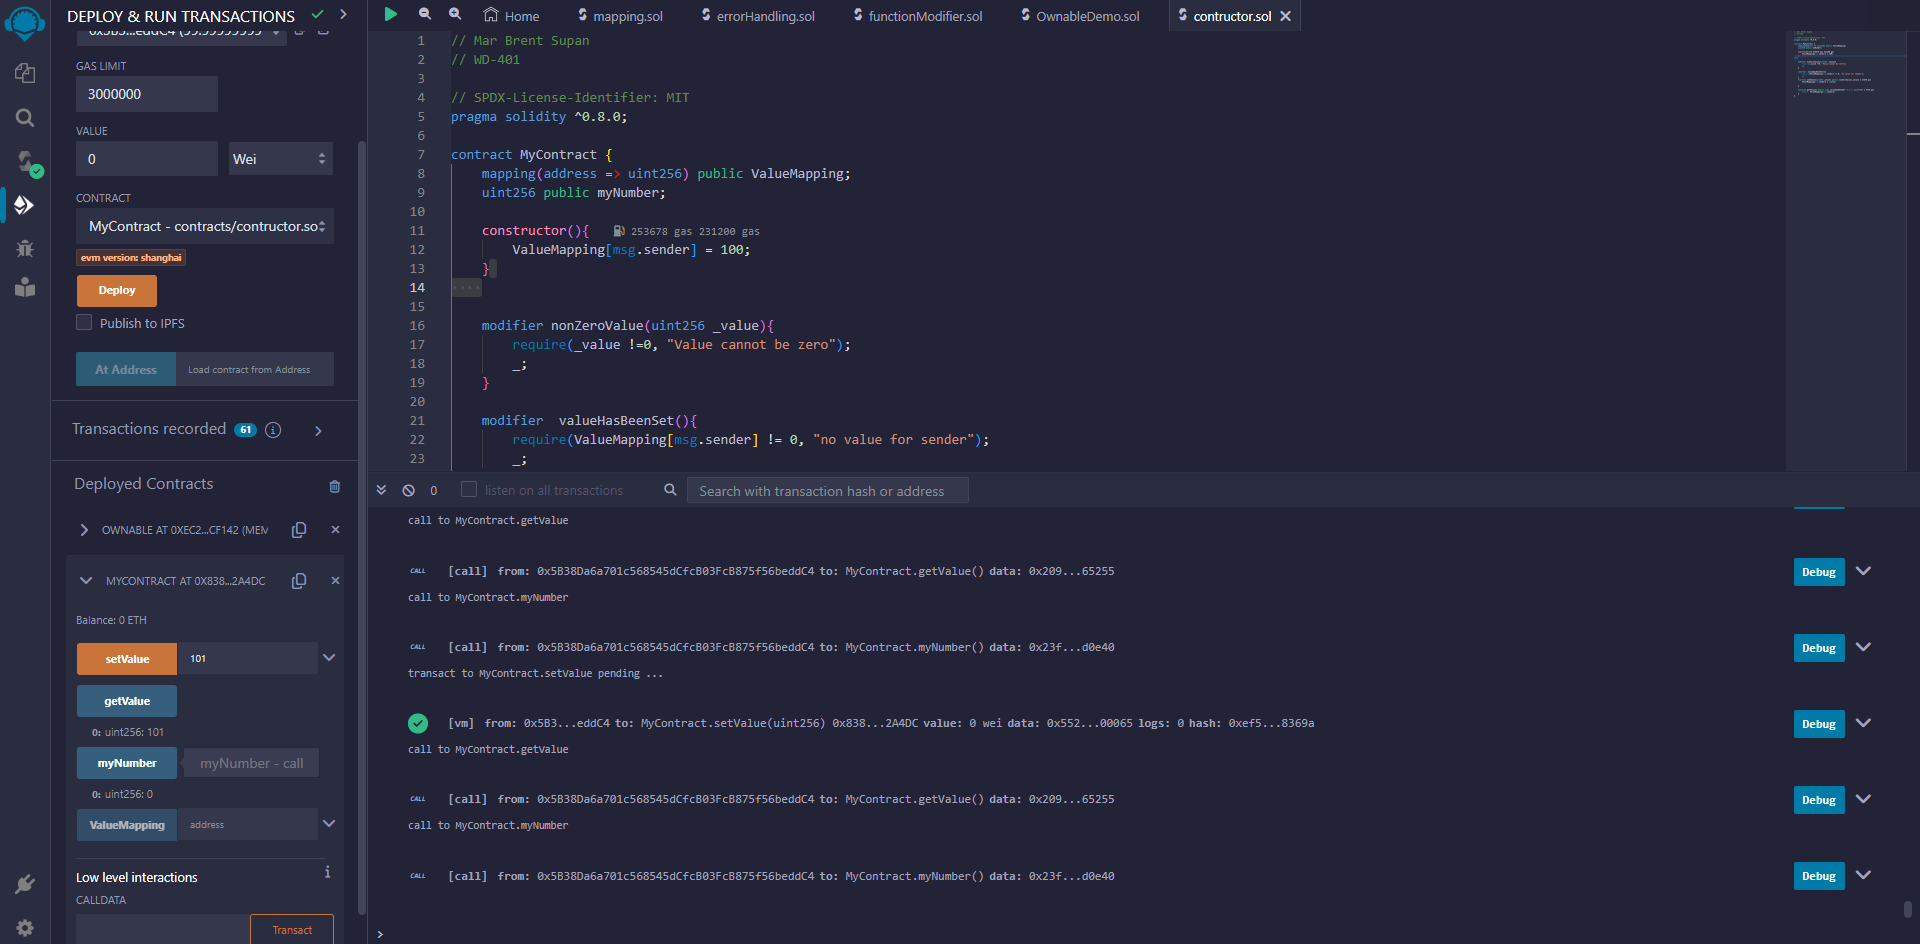 DEPLOY & RUN TRANSACTIONS
GAS LIMIT
3000000
VALUE
0
Wei
CONTRACT
MyContract - contracts/contructor.so
evm version: shanghai
Deploy
Publish to IPFS
At Address
Load contract from Address
Transactions recorded 61 i
Deployed Contracts
OWNABLE AT 0XEC2...CF142 (MEM
MYCONTRACT AT 0X838...2A4DC
Balance: 0 ETH
setValue
101
getValue
0: uint256: 101
myNumber
myNumber - call
0: uint256: 0
ValueMapping
address
Low level interactions
i
CALLDATA
Transact
Home
mapping.sol
errorHandling.sol
functionModifier.sol
OwnableDemo.sol
contructor.sol
1 // Mar Brent Supan
2 // WD-401
3
4 // SPDX-License-Identifier: MIT
5 pragma solidity ^0.8.0;
6
7 contract MyContract {
8 mapping(address => uint256) public ValueMapping;
9 uint256 public myNumber;
10
11 constructor(){ 253678 gas 231200 gas
12 ValueMapping[msg.sender] = 100;
13 }
14
15
16 modifier nonZeroValue(uint256 _value){
17 require(_value !=0, "Value cannot be zero");
18 _;
19 }
20
21 modifier  valueHasBeenSet(){
22 require(ValueMapping[msg.sender] != 0, "no value for sender");
23 _;
0
listen on all transactions
Search with transaction hash or address
call to MyContract.getValue
CALL [call] from: 0x5B38Da6a701c568545dCfcB03FcB875f56beddC4 to: MyContract.getValue() data: 0x209...65255
Debug
call to MyContract.myNumber
CALL [call] from: 0x5B38Da6a701c568545dCfcB03FcB875f56beddC4 to: MyContract.myNumber() data: 0x23f...d0e40
Debug
transact to MyContract.setValue pending ...
[vm] from: 0x5B3...eddC4 to: MyContract.setValue(uint256) 0x838...2A4DC value: 0 wei data: 0x552...00065 logs: 0 hash: 0xef5...8369a
Debug
call to MyContract.getValue
CALL [call] from: 0x5B38Da6a701c568545dCfcB03FcB875f56beddC4 to: MyContract.getValue() data: 0x209...65255
Debug
call to MyContract.myNumber
CALL [call] from: 0x5B38Da6a701c568545dCfcB03FcB875f56beddC4 to: MyContract.myNumber() data: 0x23f...d0e40
Debug
>